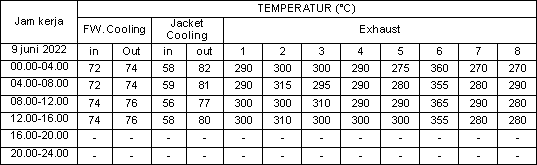 Jam kerja TEMPERATUR (°C)
FW. Cooling Jacket Cooling Exhaust
9 juni 2022 in Out in out 1 2 3 4 5 6 7 8
00.00-04.00 72 74 58 82 290 300 300 290 275 360 270 270
04.00-08.00 72 74 59 81 290 315 295 290 280 355 280 290
08.00-12.00 74 76 56 77 300 300 310 290 290 365 290 280
12.00-16.00 74 76 58 80 300 310 300 300 300 355 280 280
16.00-20.00 - - - - - - - - - - - -
20.00-24.00 - - - - - - - - - - - -